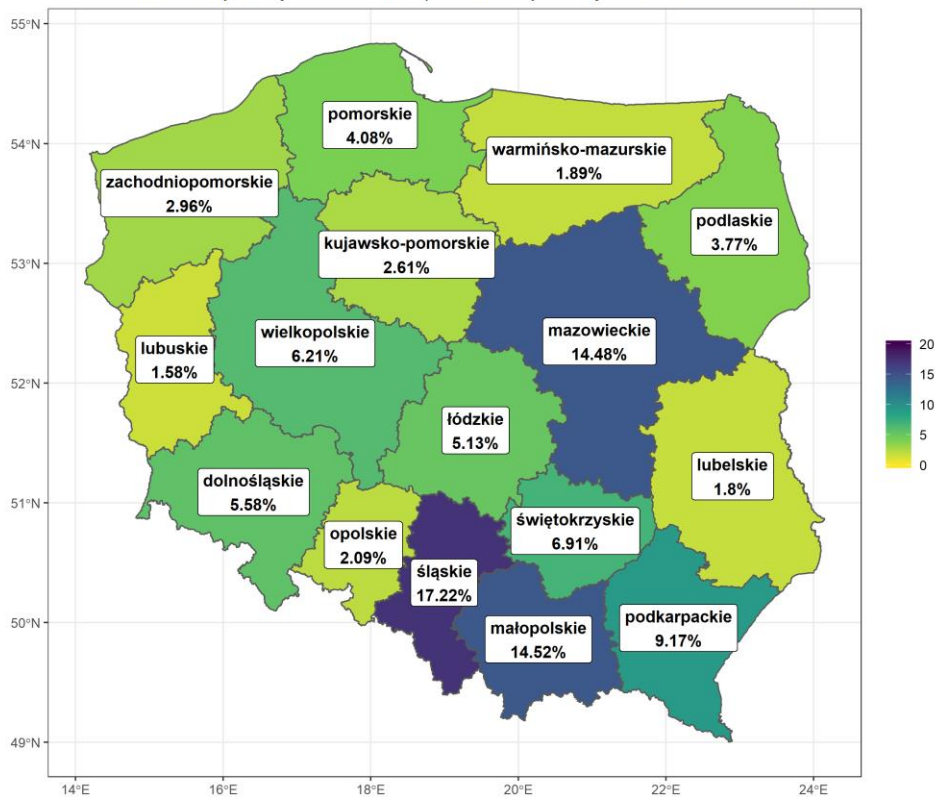 55°N
54°N
53°N
52°N
51°N
50°N
49°N
pomorskie
4.08%
warmińsko-mazurskie
1.89%
zachodniopomorskie
2.96%
podlaskie
3.77%
kujawsko-pomorskie
2.61%
mazowieckie
14.48%
wielkopolskie
6.21%
lubuskie
1.58%
łódzkie
5.13%
lubelskie
1.8%
dolnośląskie
5.58%
opolskie
2.09%
świętokrzyskie
6.91%
śląskie
17.22%
małopolskie
14.52%
podkarpackie
9.17%
20
15
10
5
0
14°E
16°E
18°E
20°E
22°E
24°E